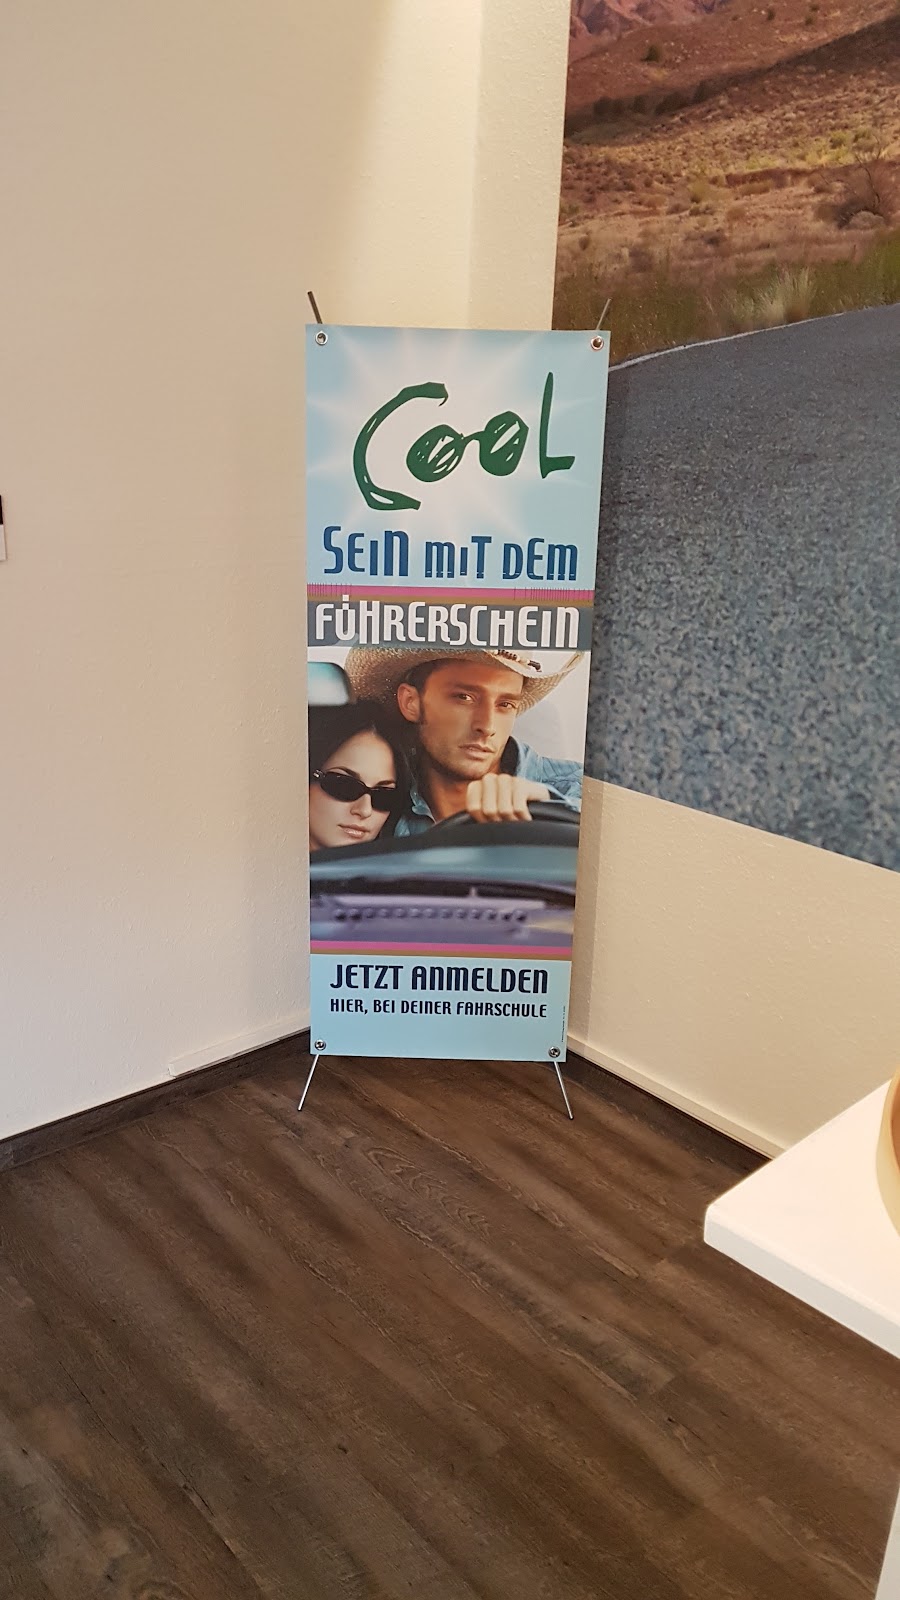 Cool
SEIN MIT DEM
FÜHRERSCHEIN
JETZT ANMELDEN
HIER, BEI DEINER FAHRSCHULE